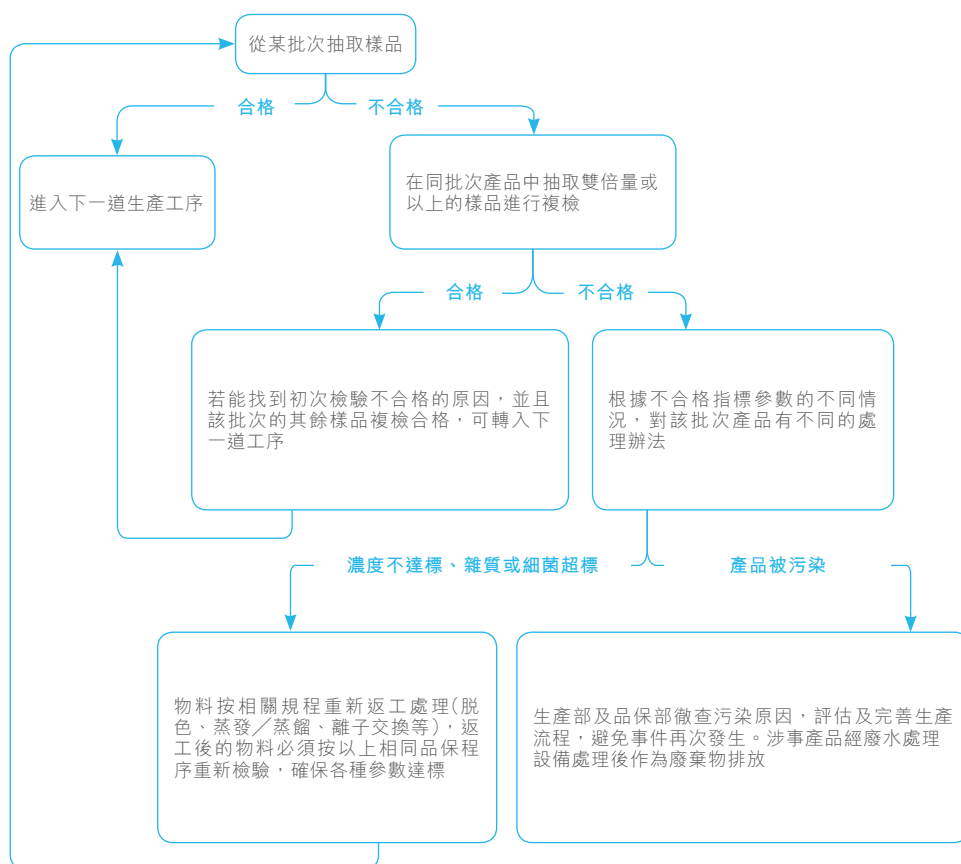 從某批次抽取樣品
合格
不合格
進入下一道生產工序
在同批次產品中抽取雙倍量或
以上的樣品進行複檢
合格
不合格
若能找到初次檢驗不合格的原因，並且
該批次的其餘樣品複檢合格，可轉入下
一道工序
根據不合格指標參數的不同情
況，對該批次產品有不同的處
理辦法
濃度不達標、雜質或細菌超標
產品被污染
物料按相關規程重新返工處理(脫
色、蒸發／蒸餾、離子交換等)，返
工後的物料必須按以上相同品保程
序重新檢驗，確保各種參數達標
生產部及品保部徹查污染原因，評估及完善生產
流程，避免事件再次發生。涉事產品經廢水處理
設備處理後作為廢棄物排放